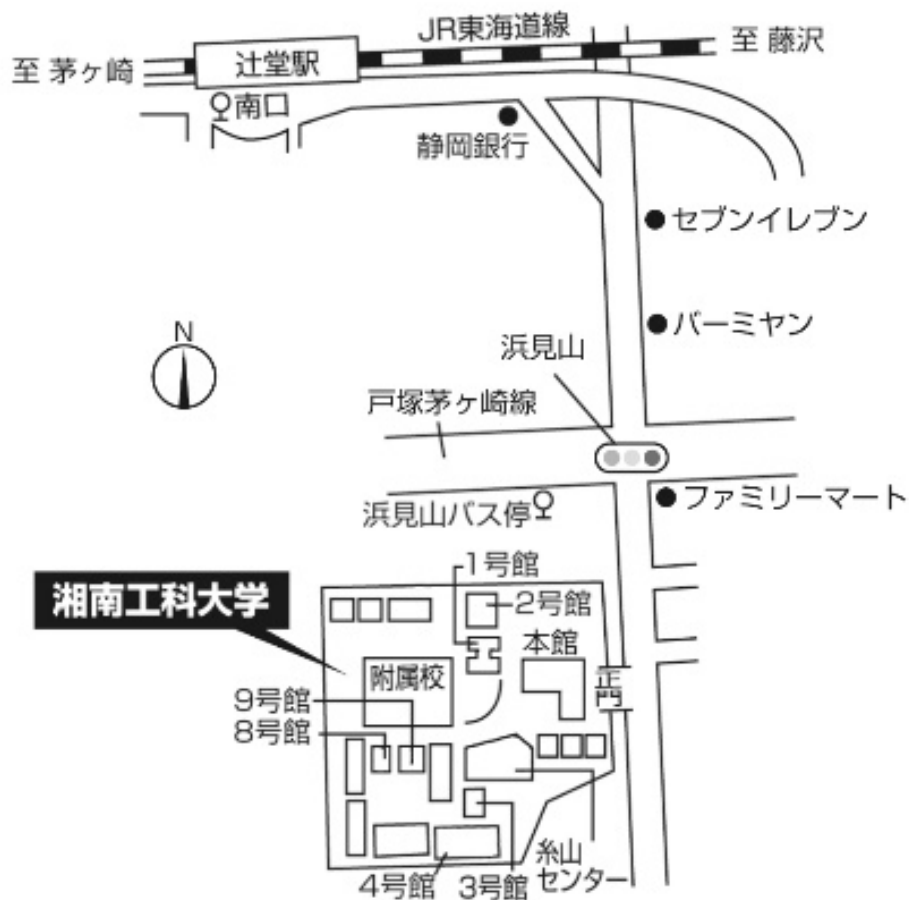 JR東海道線
至 藤沢
至 茅ヶ崎
辻堂駅
南口
静岡銀行
セブンイレブン
バーミヤン
N
浜見山
戸塚茅ヶ崎線
ファミリーマート
浜見山バス停
1号館
湘南工科大学
2号館
本館
附属校
正門
9号館
8号館
糸山
センター
4号館
3号館